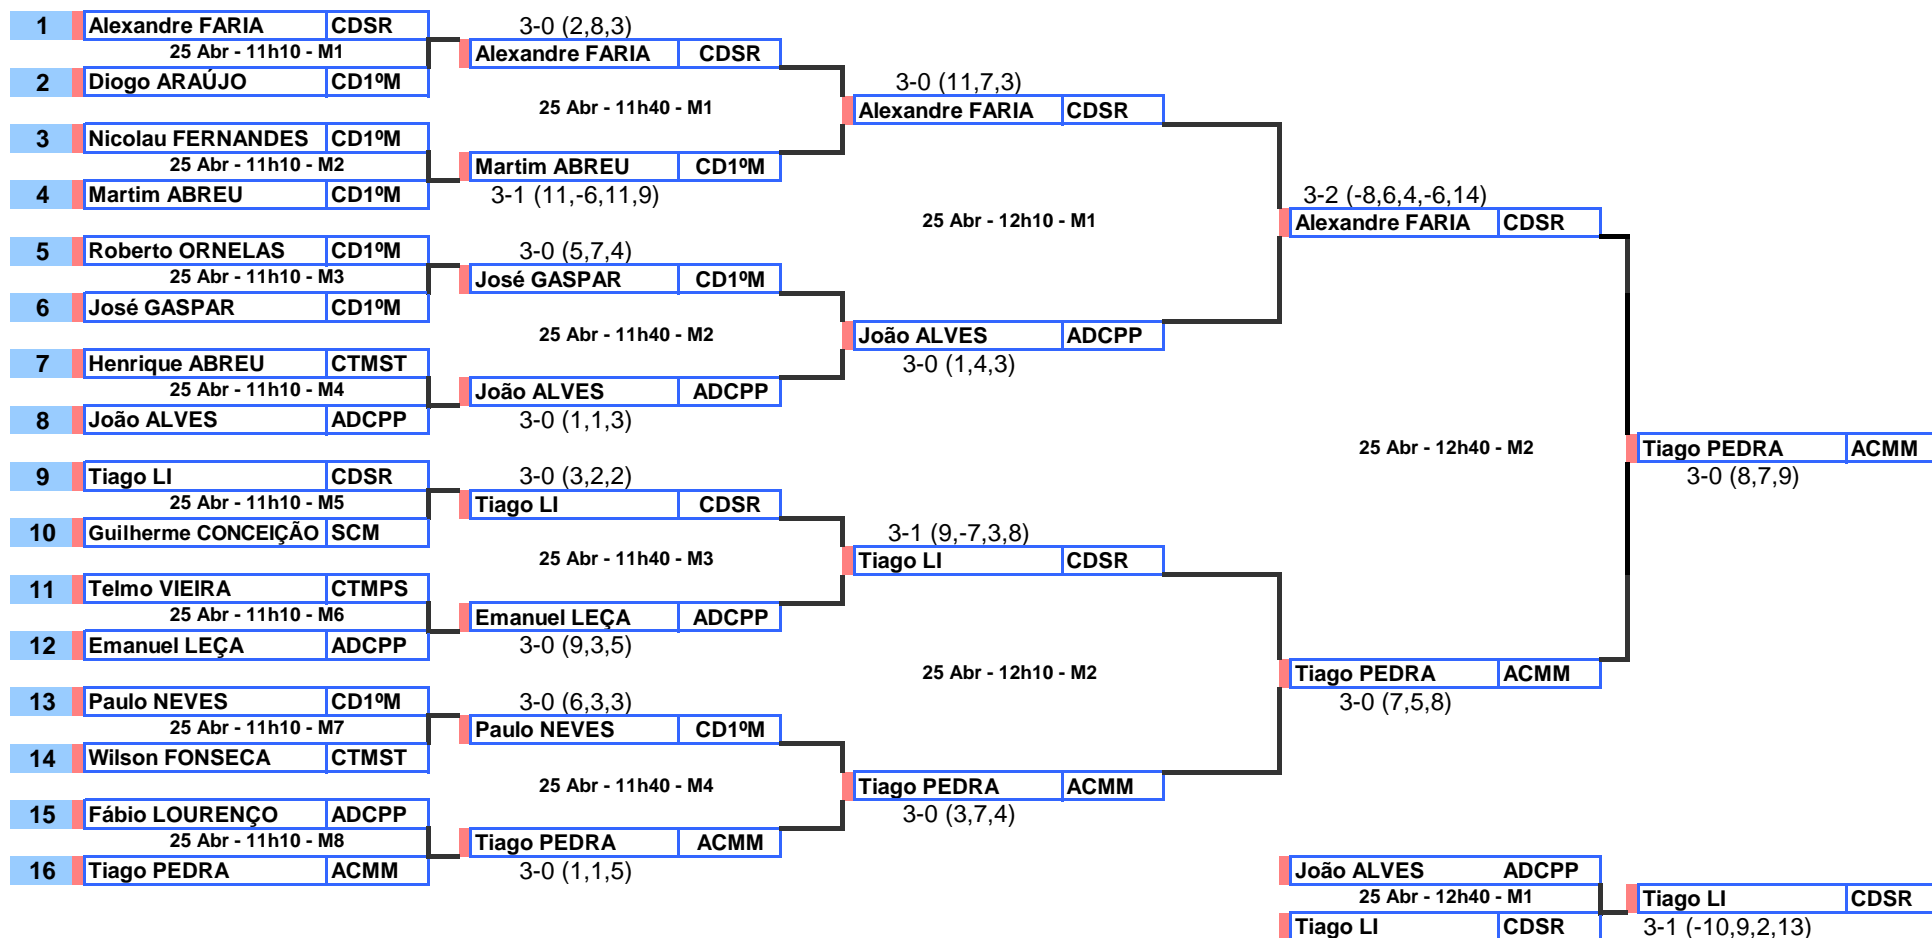 1 Alexandre FARIA CDSR
25 Abr - 11h10 - M1
2 Diogo ARAÚJO CD1ºM
3 Nicolau FERNANDES CD1ºM
25 Abr - 11h10 - M2
4 Martim ABREU CD1ºM
5 Roberto ORNELAS CD1ºM
25 Abr - 11h10 - M3
6 José GASPAR CD1ºM
7 Henrique ABREU CTMST
25 Abr - 11h10 - M4
8 João ALVES ADCPP
9 Tiago LI CDSR
25 Abr - 11h10 - M5
10 Guilherme CONCEIÇÃO SCM
11 Telmo VIEIRA CTMPS
25 Abr - 11h10 - M6
12 Emanuel LEÇA ADCPP
13 Paulo NEVES CD1ºM
25 Abr - 11h10 - M7
14 Wilson FONSECA CTMST
15 Fábio LOURENÇO ADCPP
25 Abr - 11h10 - M8
16 Tiago PEDRA ACMM
3-0 (2,8,3)
Alexandre FARIA CDSR
25 Abr - 11h40 - M1
Martim ABREU CD1ºM
3-1 (11,-6,11,9)
3-0 (5,7,4)
José GASPAR CD1ºM
25 Abr - 11h40 - M2
João ALVES ADCPP
3-0 (1,1,3)
3-0 (3,2,2)
Tiago LI CDSR
25 Abr - 11h40 - M3
Emanuel LEÇA ADCPP
3-0 (9,3,5)
3-0 (6,3,3)
Paulo NEVES CD1ºM
25 Abr - 11h40 - M4
Tiago PEDRA ACMM
3-0 (1,1,5)
3-0 (11,7,3)
Alexandre FARIA CDSR
25 Abr - 12h10 - M1
João ALVES ADCPP
3-0 (1,4,3)
3-1 (9,-7,3,8)
Tiago LI CDSR
25 Abr - 12h10 - M2
Tiago PEDRA ACMM
3-0 (3,7,4)
3-2 (-8,6,4,-6,14)
Alexandre FARIA CDSR
25 Abr - 12h40 - M2
Tiago PEDRA ACMM
3-0 (7,5,8)
Tiago PEDRA ACMM
3-0 (8,7,9)
João ALVES ADCPP
25 Abr - 12h40 - M1
Tiago LI CDSR
Tiago LI CDSR
3-1 (-10,9,2,13)